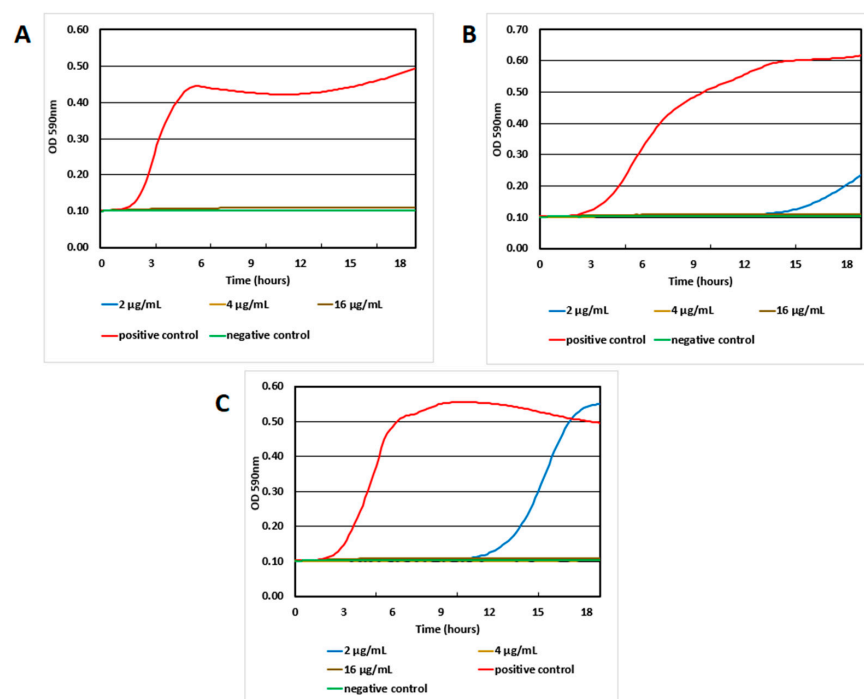 A
0.60
0.50
0.40
0.30
0.20
0.10
0.00
OD 590nm
0 3 6 9 12 15 18
Time (hours)
2 µg/mL 4 µg/mL 16 µg/mL
positive control negative control
B
0.70
0.60
0.50
0.40
0.30
0.20
0.10
0.00
OD 590nm
0 3 6 9 12 15 18
Time (hours)
2 µg/mL 4 µg/mL 16 µg/mL
positive control negative control
C
0.60
0.50
0.40
0.30
0.20
0.10
0.00
OD 590nm
0 3 6 9 12 15 18
Time (hours)
2 µg/mL 4 µg/mL
16 µg/mL positive control
negative control